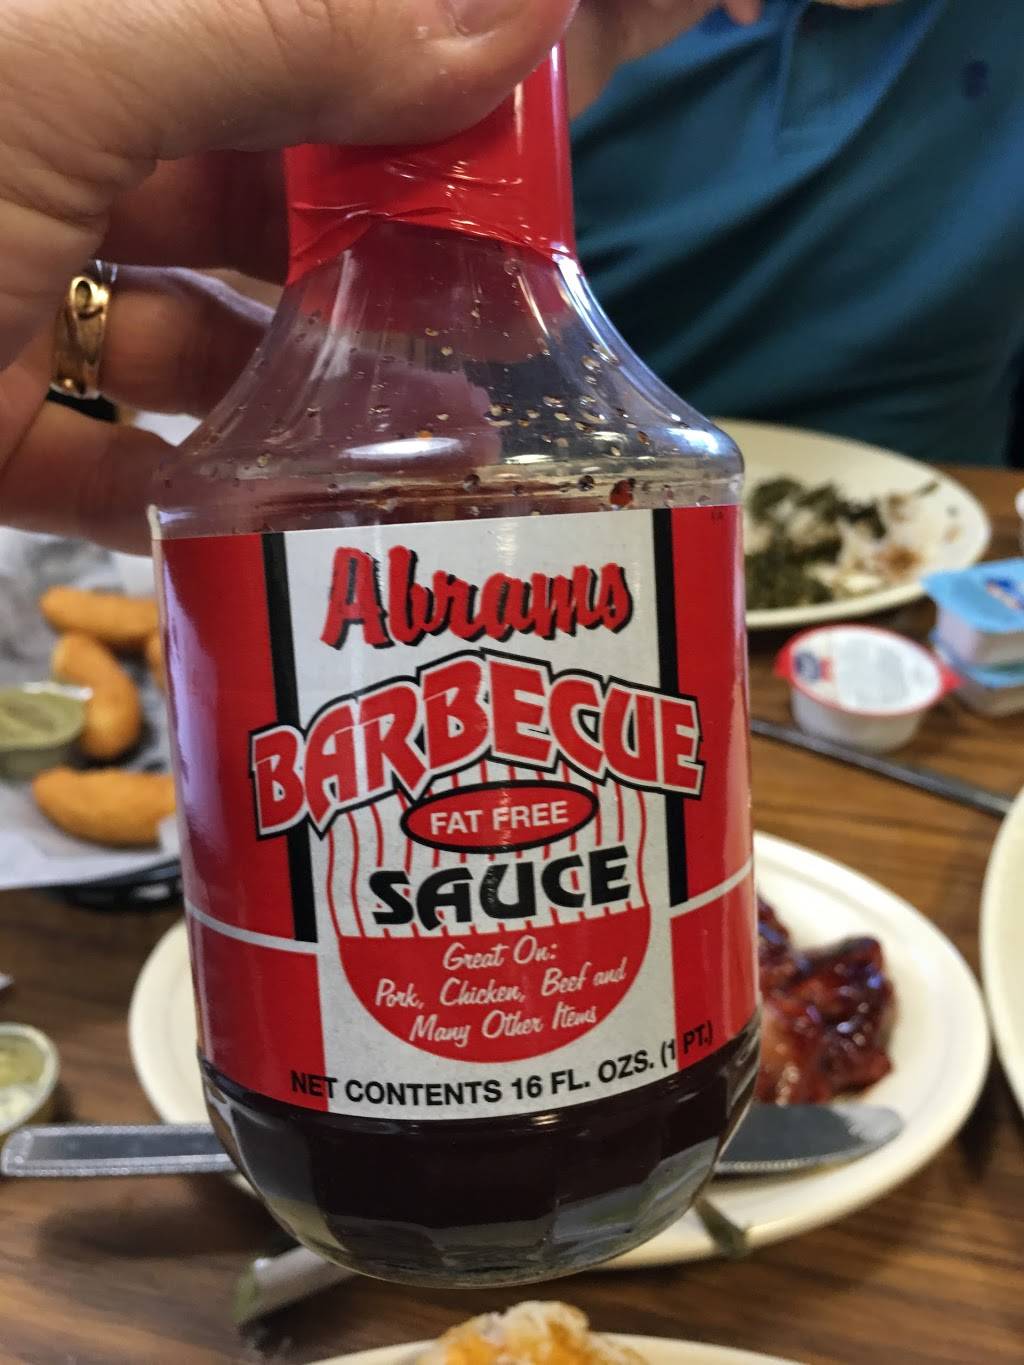 Abrams
BARBECUE
FAT FREE
SAUCE
Great On:
Pork, Chicken, Beef and
Many Other Items
NET CONTENTS 16 FL. OZS. (1 PT.)